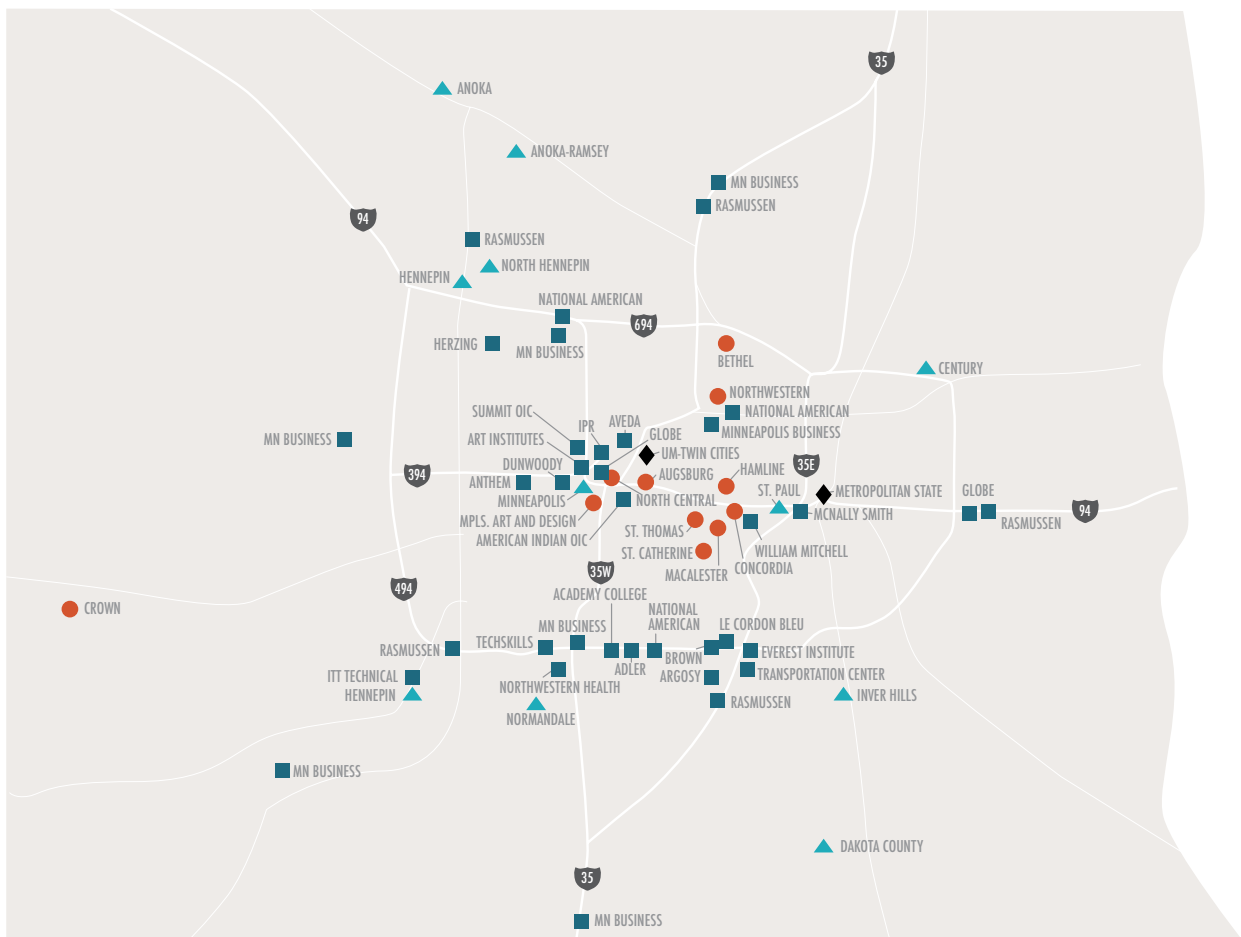 35
ANOKA
ANOKA-RAMSEY
MN BUSINESS
RASMUSSEN
94
RASMUSSEN
NORTH HENNEPIN
HENNEPIN
NATIONAL AMERICAN
694
HERZING
MN BUSINESS
BETHEL
CENTURY
NORTHWESTERN
SUMMIT OIC
NATIONAL AMERICAN
IPR
AVEDA
MN BUSINESS
ART INSTITUTES
GLOBE
MINNEAPOLIS BUSINESS
UM-TWIN CITIES
DUNWOODY
35E
HAMLINE
394
AUGSBURG
ANTHEM
ST. PAUL
METROPOLITAN STATE
GLOBE
MINNEAPOLIS
NORTH CENTRAL
94
MCNALLY SMITH
MPLS. ART AND DESIGN
RASMUSSEN
ST. THOMAS
AMERICAN INDIAN OIC
ST. CATHERINE
WILLIAM MITCHELL
35W
CONCORDIA
MACALESTER
494
ACADEMY COLLEGE
CROWN
NATIONAL
AMERICAN
MN BUSINESS
LE CORDON BLEU
TECHSKILLS
RASMUSSEN
EVEREST INSTITUTE
BROWN
ADLER
TRANSPORTATION CENTER
ITT TECHNICAL
ARGOSY
NORTHWESTERN HEALTH
HENNEPIN
INVER HILLS
RASMUSSEN
NORMANDALE
MN BUSINESS
DAKOTA COUNTY
35
MN BUSINESS